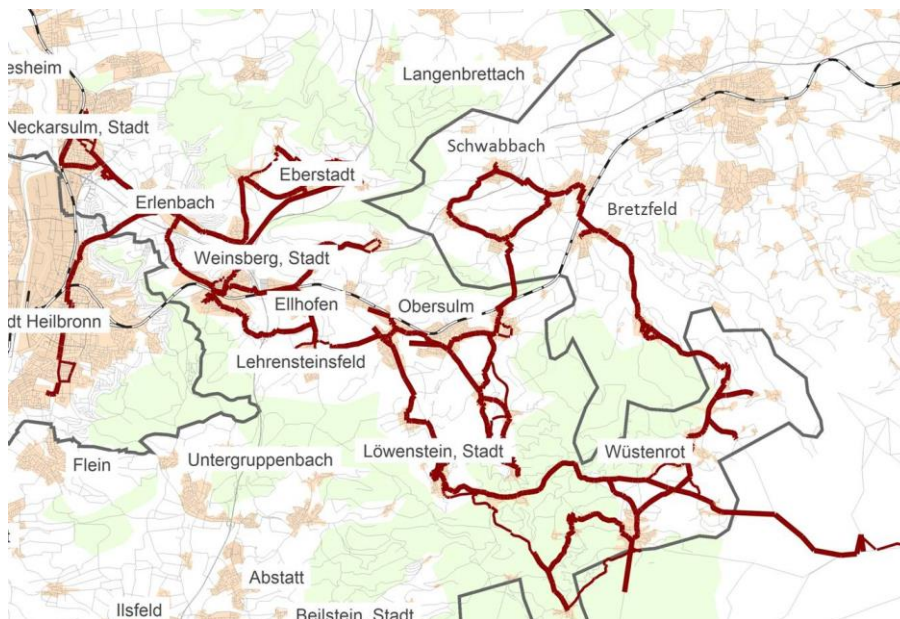 esheim
Langenbrettach
Neckarsulm, Stadt
Schwabbach
Eberstadt
Erlenbach
Bretzfeld
Weinsberg, Stadt
Ellhofen
Obersulm
dt Heilbronn
Lehrensteinsfeld
Flein
Untergruppenbach
Löwenstein, Stadt
Wüstenrot
Abstatt
Ilsfeld
Beilstein, Stadt